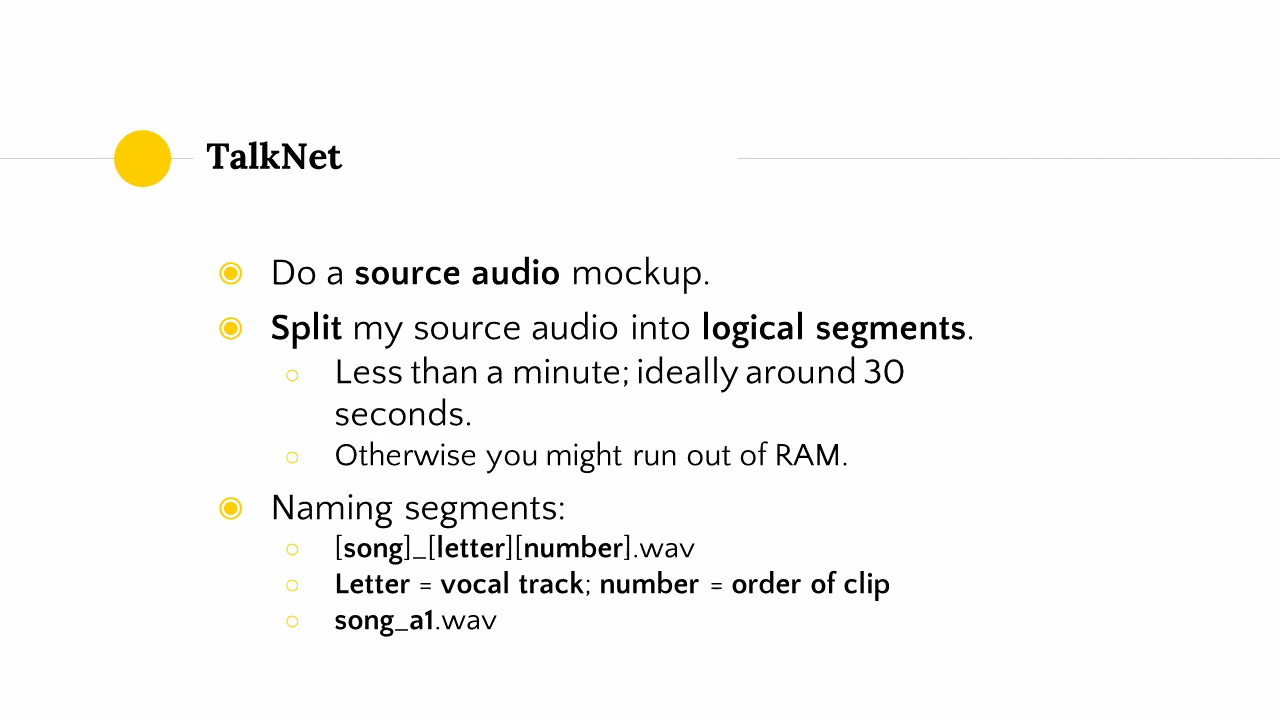 TalkNet
Do a source audio mockup.
Split my source audio into logical segments.
Less than a minute; ideally around 30
seconds.
Otherwise you might run out of RAM.
Naming segments:
[song]_[letter][number].wav
Letter = vocal track; number = order of clip
song_a1.wav